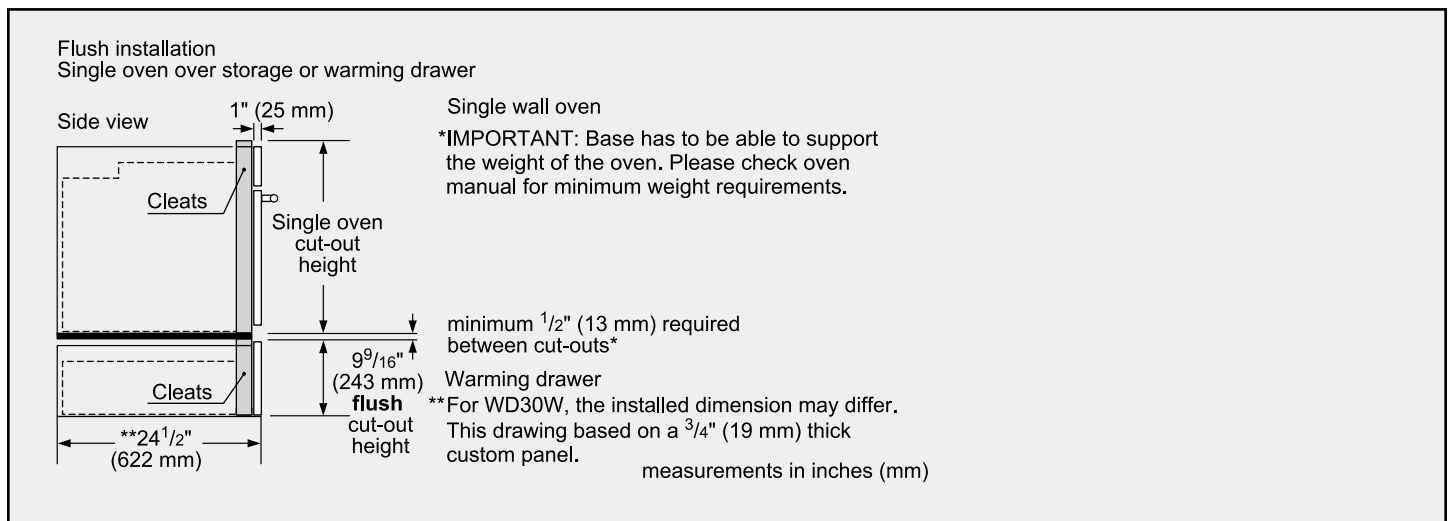 Flush installation
Single oven over storage or warming drawer
Side view
1" (25 mm)
Single wall oven
*IMPORTANT: Base has to be able to support
the weight of the oven. Please check oven
manual for minimum weight requirements.
Cleats
Single oven
cut-out
height
minimum 1/2" (13 mm) required
between cut-outs*
9 9/16"
(243 mm)
flush
cut-out
height
Cleats
Warming drawer
**For WD30W, the installed dimension may differ.
This drawing based on a 3/4" (19 mm) thick
custom panel.
**24 1/2"
(622 mm)
measurements in inches (mm)